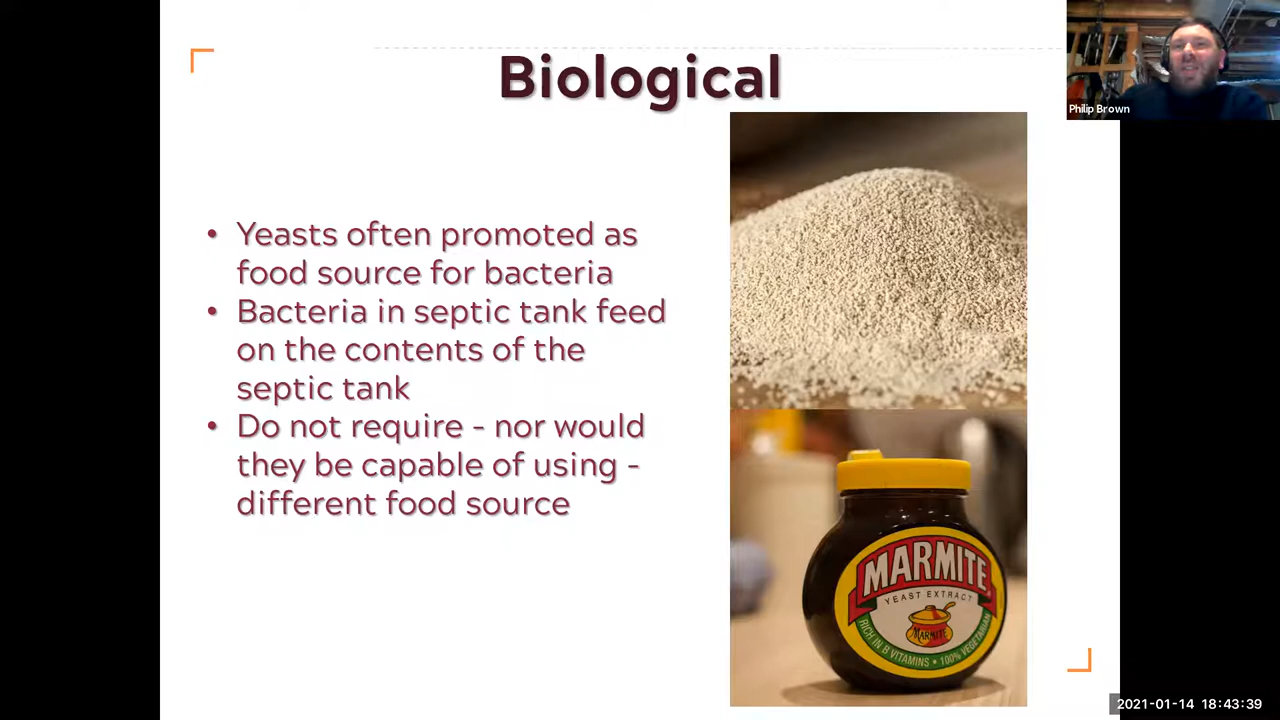 Biological
Philip Brown
• Yeasts often promoted as
food source for bacteria
• Bacteria in septic tank feed
on the contents of the
septic tank
• Do not require - nor would
they be capable of using -
different food source
MARMITE
YEAST EXTRACT
MARMITE
RICH IN B VITAMINS • 100% VEGETARIAN
2021-01-14 18:43:39